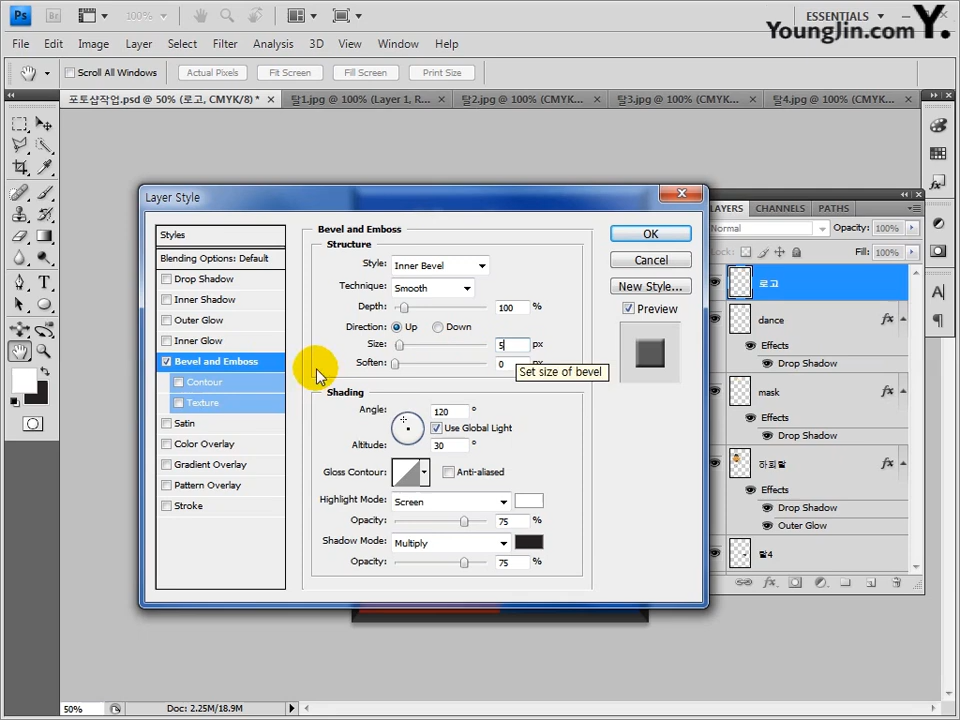 Ps Br 100% ESSENTIALS
YoungJin.com Y.
File Edit Image Layer Select Filter Analysis 3D View Window Help
Scroll All Windows Actual Pixels Fit Screen Fill Screen Print Size
포토샵작업.psd @ 50% (로고, CMYK/8) * 탈1.jpg @ 100% (Layer 1, R... 탈2.jpg @ 100% (CMYK... 탈3.jpg @ 100% (CMYK... 탈4.jpg @ 100% (CMYK...
Layer Style
Styles
Blending Options: Default
Drop Shadow
Inner Shadow
Outer Glow
Inner Glow
Bevel and Emboss
Contour
Texture
Satin
Color Overlay
Gradient Overlay
Pattern Overlay
Stroke
Bevel and Emboss
Structure
Style: Inner Bevel
Technique: Smooth
Depth: 100 %
Direction: Up Down
Size: 5 px
Soften: 0 px
Set size of bevel
Shading
Angle: 120 °
Use Global Light
Altitude: 30 °
Gloss Contour: Anti-aliased
Highlight Mode: Screen
Opacity: 75 %
Shadow Mode: Multiply
Opacity: 75 %
OK
Cancel
New Style...
Preview
LAYERS CHANNELS PATHS
Normal Opacity: 100%
Lock: Fill: 100%
로고
dance fx
Effects
Drop Shadow
mask fx
Effects
Drop Shadow
하회탈 fx
Effects
Drop Shadow
Outer Glow
탈4
50% Doc: 2.25M/18.9M